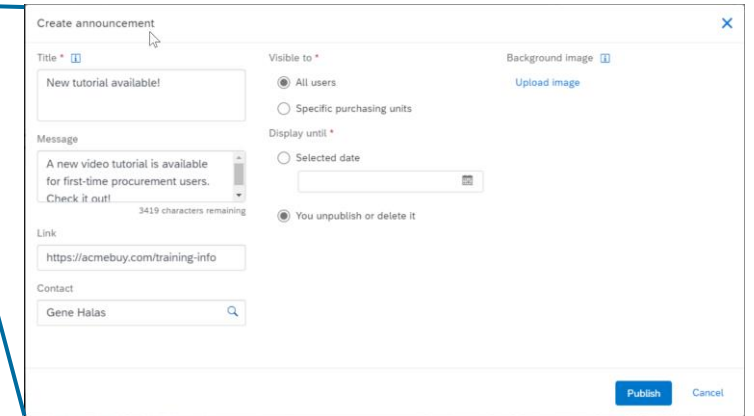 Create announcement
Title *
New tutorial available!
Message
A new video tutorial is available
for first-time procurement users.
Check it out!
3419 characters remaining
Link
https://acmebuy.com/training-info
Contact
Gene Halas
Visible to *
All users
Specific purchasing units
Display until *
Selected date
You unpublish or delete it
Background image
Upload image
Publish
Cancel